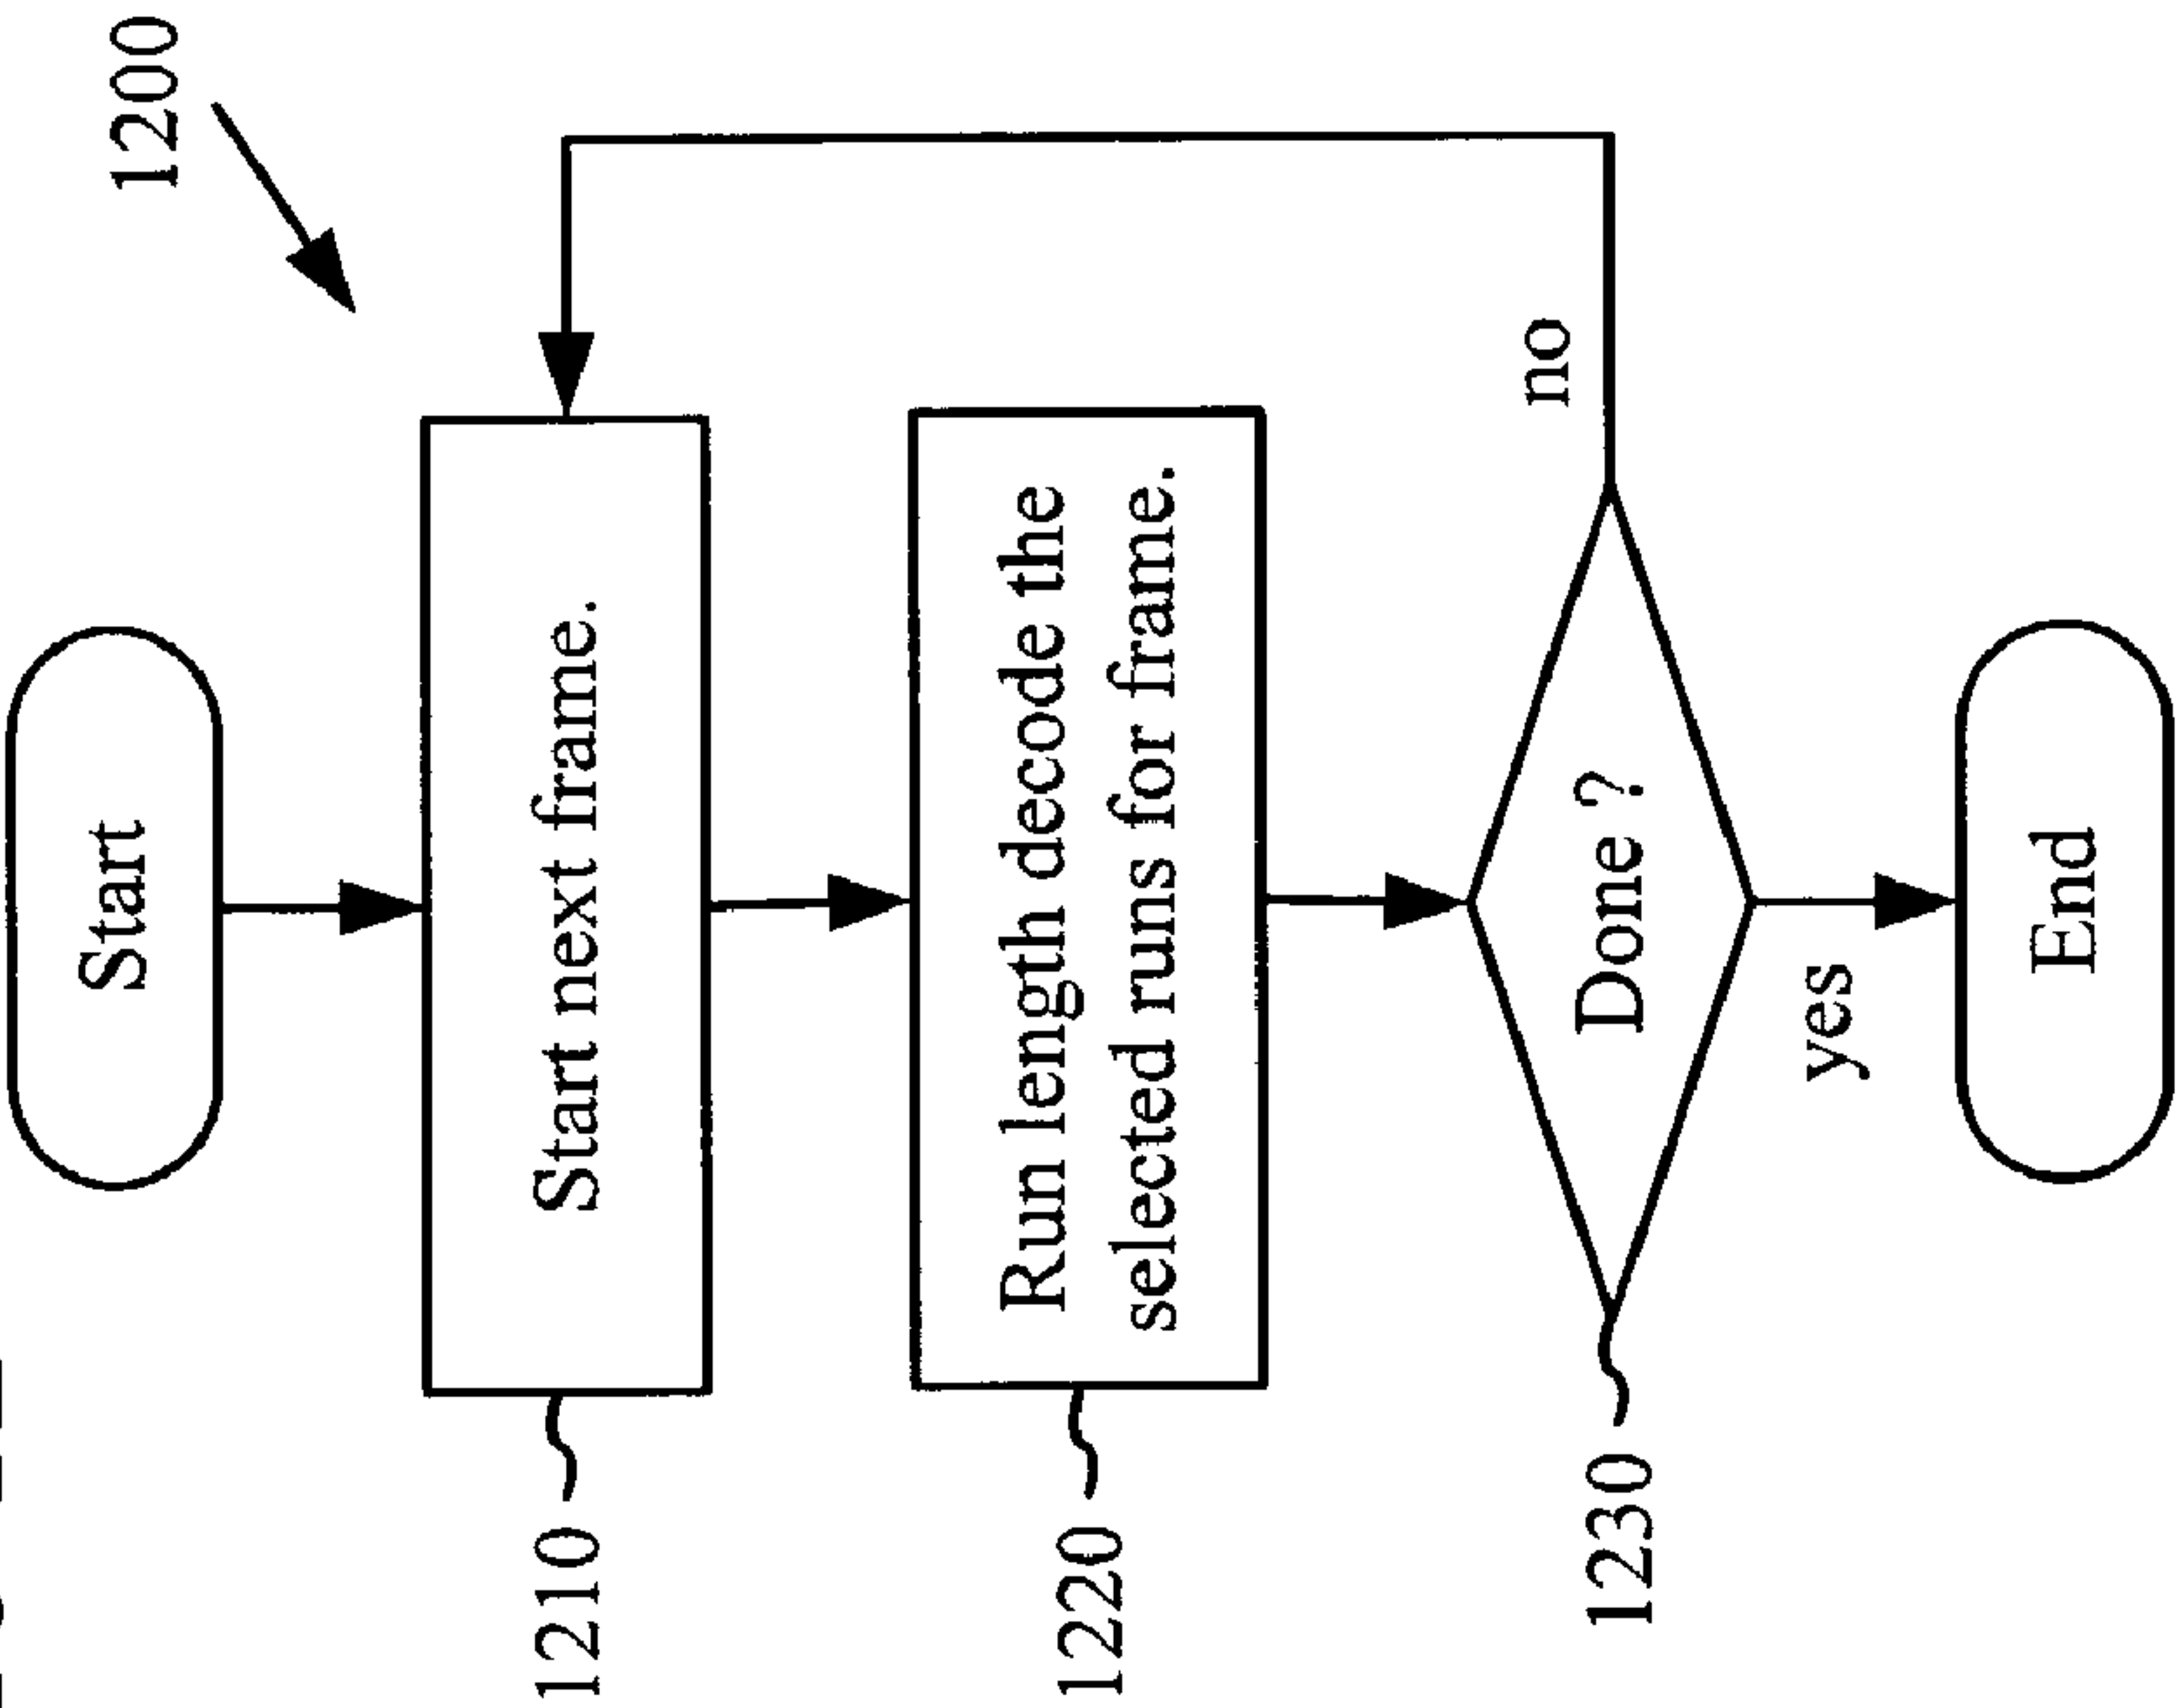 1200
Start
1210
Start next frame.
1220
Run length decode the
selected runs for frame.
1230
Done ?
no
yes
End